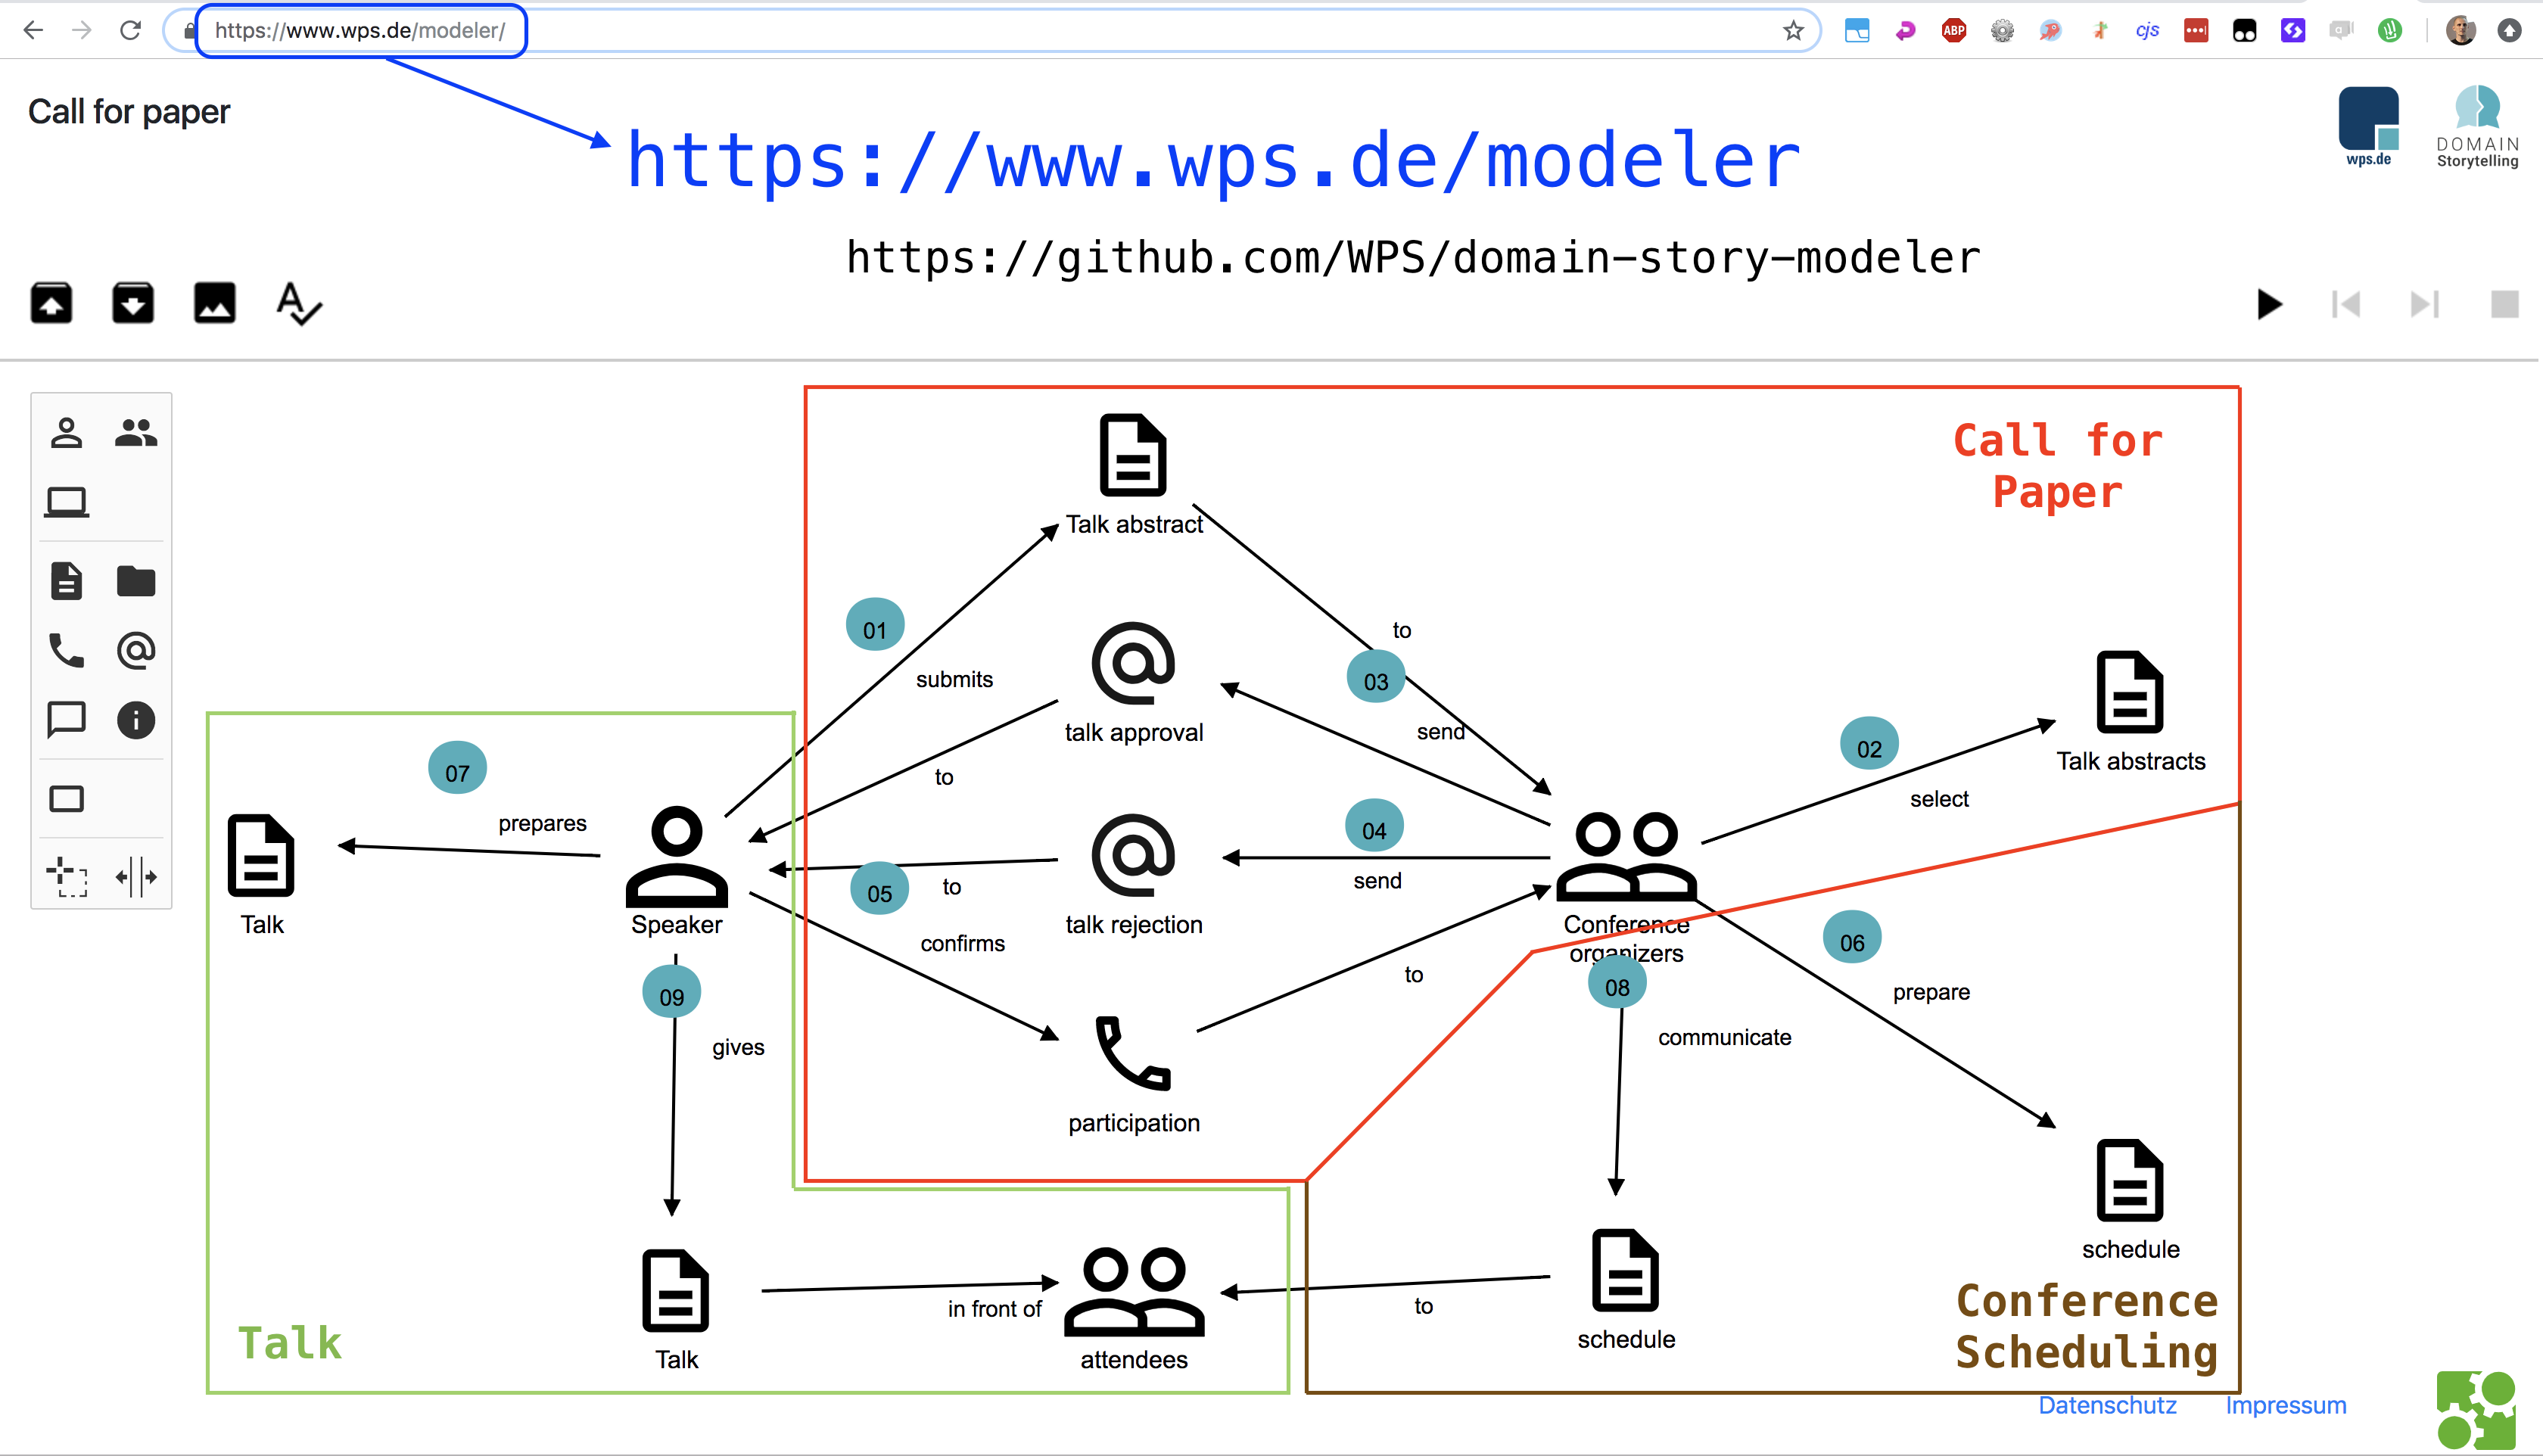 https://www.wps.de/modeler/
ABP
cjs
Call for paper
https://www.wps.de/modeler
wps.de
DOMAIN
Storytelling
https://github.com/WPS/domain-story-modeler
Call for
Paper
Talk abstract
01
to
submits
03
talk approval
send
02
Talk abstracts
07
to
select
prepares
04
05
to
send
Talk
Speaker
talk rejection
Conference
organizers
confirms
06
to
09
08
prepare
gives
communicate
participation
schedule
Conference
Scheduling
in front of
to
Talk
Talk
attendees
schedule
Datenschutz
Impressum